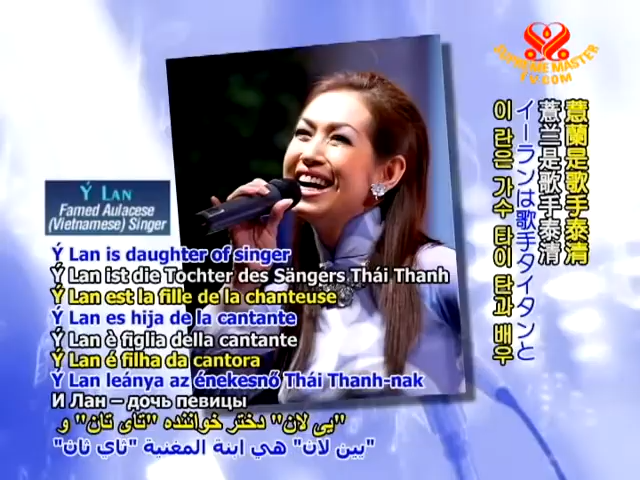 SUPREME MASTER
TV.COM
Ý LAN
Famed Aulacese
(Vietnamese) Singer
Ý Lan is daughter of singer
Ý Lan ist die Tochter des Sängers Thái Thanh
Ý Lan est la fille de la chanteuse
Ý Lan es hija de la cantante
Ý Lan è figlia della cantante
Ý Lan é filha da cantora
Ý Lan leánya az énekesnő Thái Thanh-nak
И Лан – дочь певицы
"یی لان" دختر خواننده "تای تان" و
"يين لان" هي ابنة المغنية "ثاي ثان"
薏蘭是歌手泰清
薏兰是歌手泰清
イーランは歌手タイタンと
이 란은 가수 타이 탄과 배우